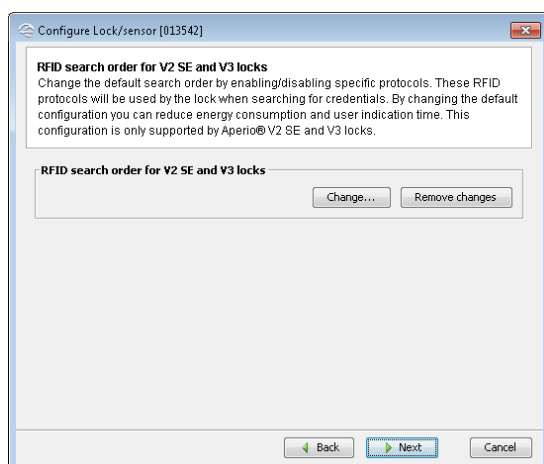 Configure Lock/sensor [013542]
RFID search order for V2 SE and V3 locks
Change the default search order by enabling/disabling specific protocols. These RFID
protocols will be used by the lock when searching for credentials. By changing the default
configuration you can reduce energy consumption and user indication time. This
configuration is only supported by Aperio® V2 SE and V3 locks.
RFID search order for V2 SE and V3 locks
Change... Remove changes
Back Next Cancel